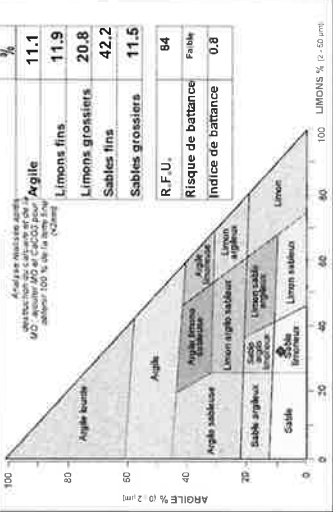 Analyse réalisée après
destruction du calcaire et de la
MO : ajouter MO et CaCO3 pour
obtenir 100 % de la terre fine
(<2mm)
%
Argile 11.1
Limons fins 11.9
Limons grossiers 20.8
Sables fins 42.2
Sables grossiers 11.5
R.F.U. 84
Risque de battance Faible
Indice de battance 0.8
ARGILE % (0 - 2 µm)
100
80
60
40
20
0
Argile lourde
Argile
Argile limono sableuse
Argile limoneuse
Argile sableuse
Limon argilo sableux
Limon argileux
Sable argileux
Sable argilo limoneux
Limon sablo argileux
Limon
Sable
Sable limoneux
Limon sableux
0 20 40 60 80 100
LIMONS % (2 - 50 µm)